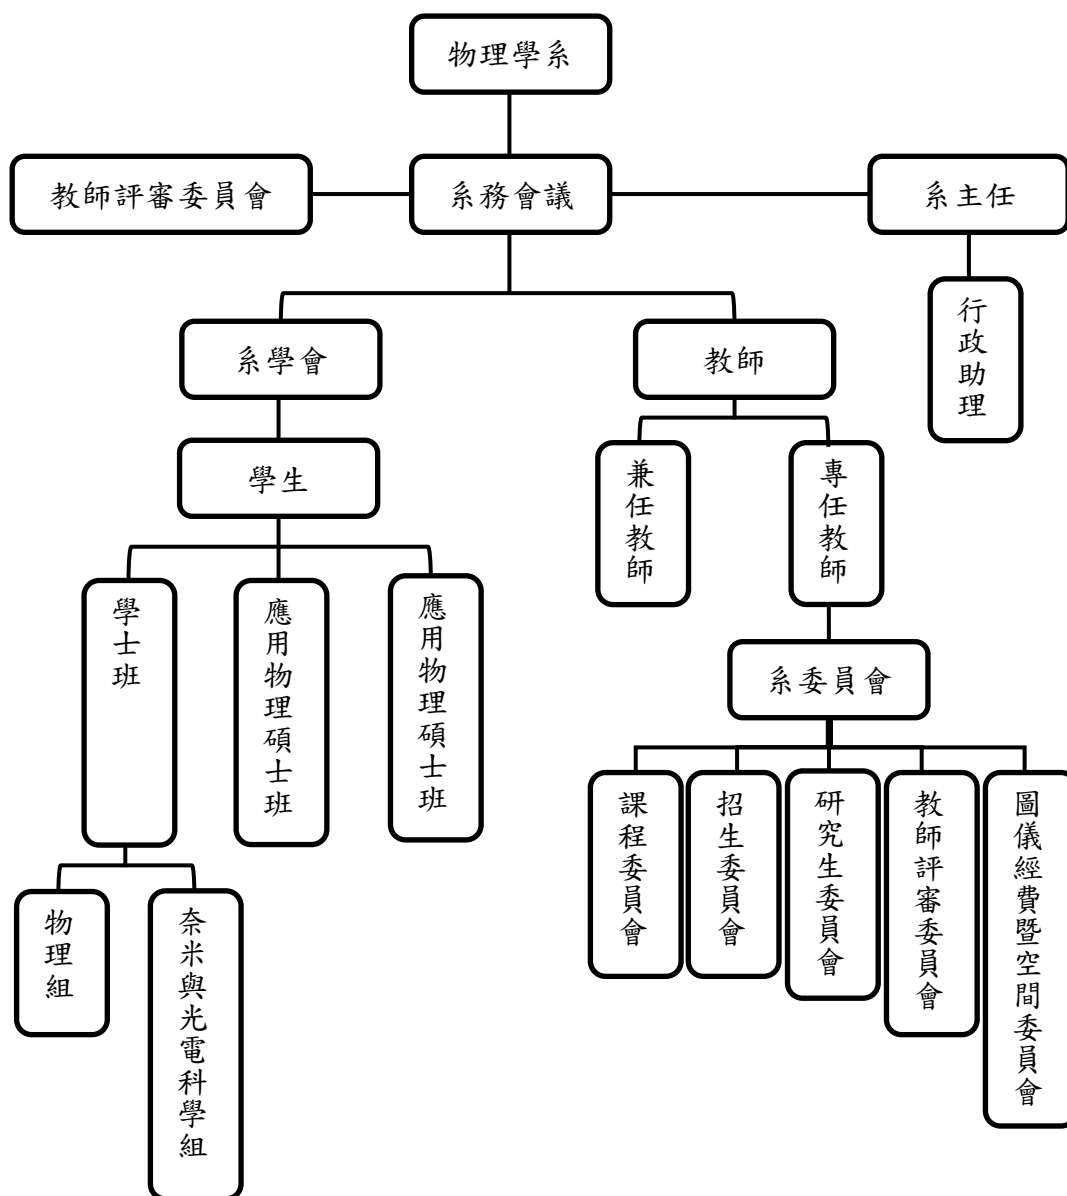 物理學系
教師評審委員會
系務會議
系主任
行政助理
系學會
教師
學生
兼任教師
專任教師
學士班
應用物理碩士班
應用物理碩士班
系委員會
課程委員會
招生委員會
研究生委員會
教師評審委員會
圖儀經費暨空間委員會
物理組
奈米與光電科學組